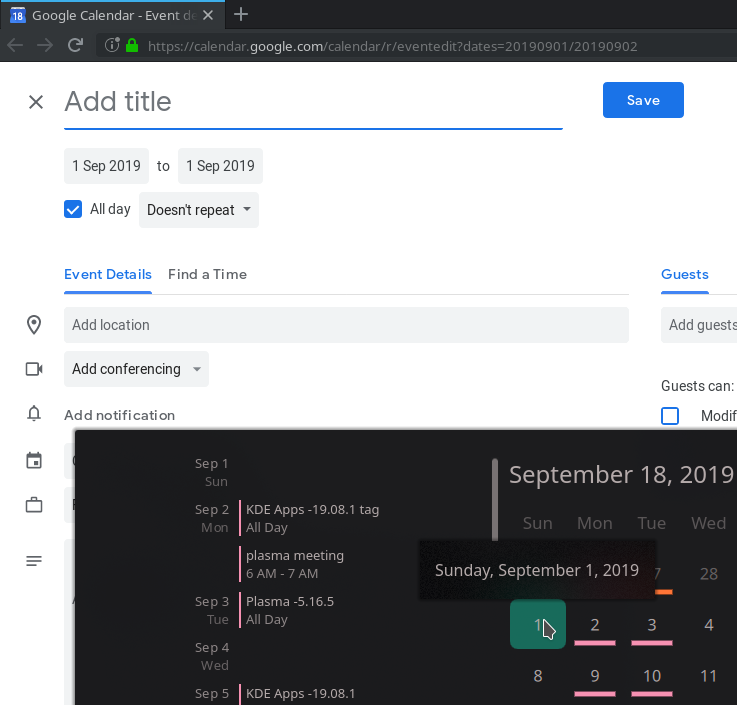 18 Google Calendar - Event de
https://calendar.google.com/calendar/r/eventedit?dates=20190901/20190902
Add title
Save
1 Sep 2019 to 1 Sep 2019
All day Doesn't repeat
Event Details Find a Time
Guests
Add location
Add guests
Add conferencing
Guests can:
Add notification
Modif
Sep 1
Sun
Sep 2 KDE Apps -19.08.1 tag
Mon All Day
plasma meeting
6 AM - 7 AM
Sep 3 Plasma -5.16.5
Tue All Day
Sep 4
Wed
Sep 5 KDE Apps -19.08.1
September 18, 2019
Sun Mon Tue Wed
Sunday, September 1, 2019
7 28
1 2 3 4
8 9 10 11